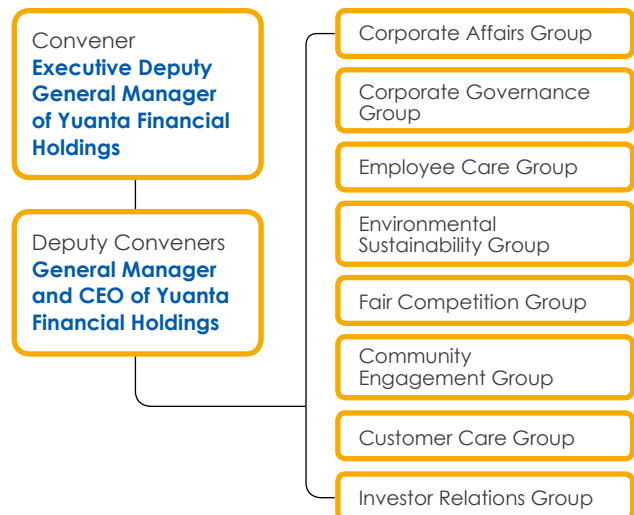 Convener
Executive Deputy
General Manager
of Yuanta Financial
Holdings
Deputy Conveners
General Manager
and CEO of Yuanta
Financial Holdings
Corporate Affairs Group
Corporate Governance
Group
Employee Care Group
Environmental
Sustainability Group
Fair Competition Group
Community
Engagement Group
Customer Care Group
Investor Relations Group